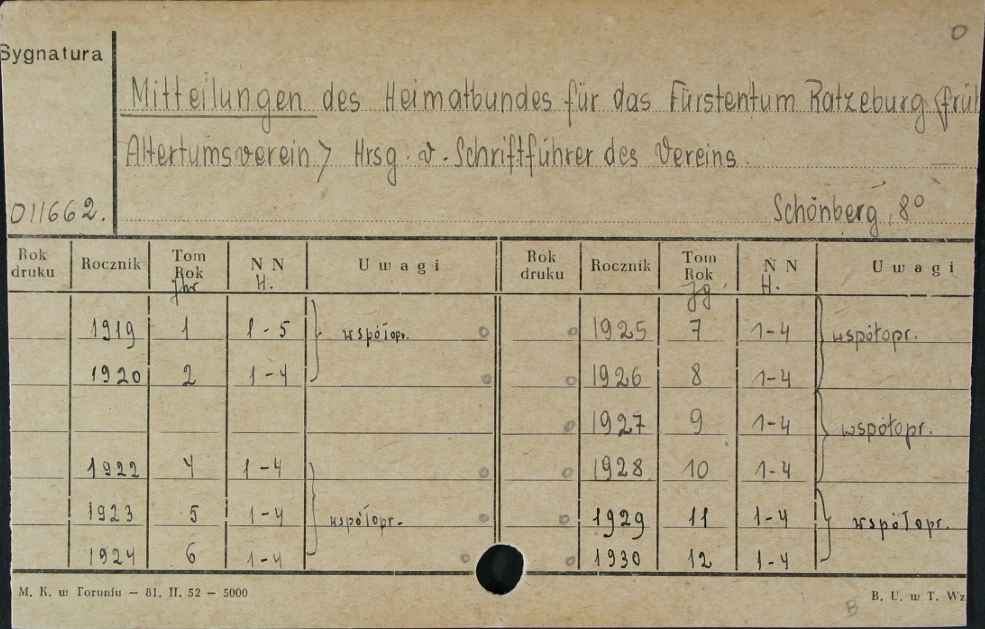 Sygnatura
Mitteilungen des Heimatbundes für das Fürstentum Ratzeburg <früh
Altertumsverein> Hrsg. v. Schriftführer des Vereins.
011662.
Schönberg, 8°
Rok druku Rocznik Tom Rok N N U w a g i Rok druku Rocznik Tom Rok N N U w a g i
Jhr H. Jg. H.
1919 1 1-5 współopr. 1925 7 1-4 współopr.
1920 2 1-4 1926 8 1-4
1927 9 1-4 współopr.
1922 4 1-4 1928 10 1-4
1923 5 1-4 współopr. 1929 11 1-4 współopr.
1924 6 1-4 1930 12 1-4
M. K. w Toruniu — 81. II. 52 — 5000
B. U. w T. Wz
B